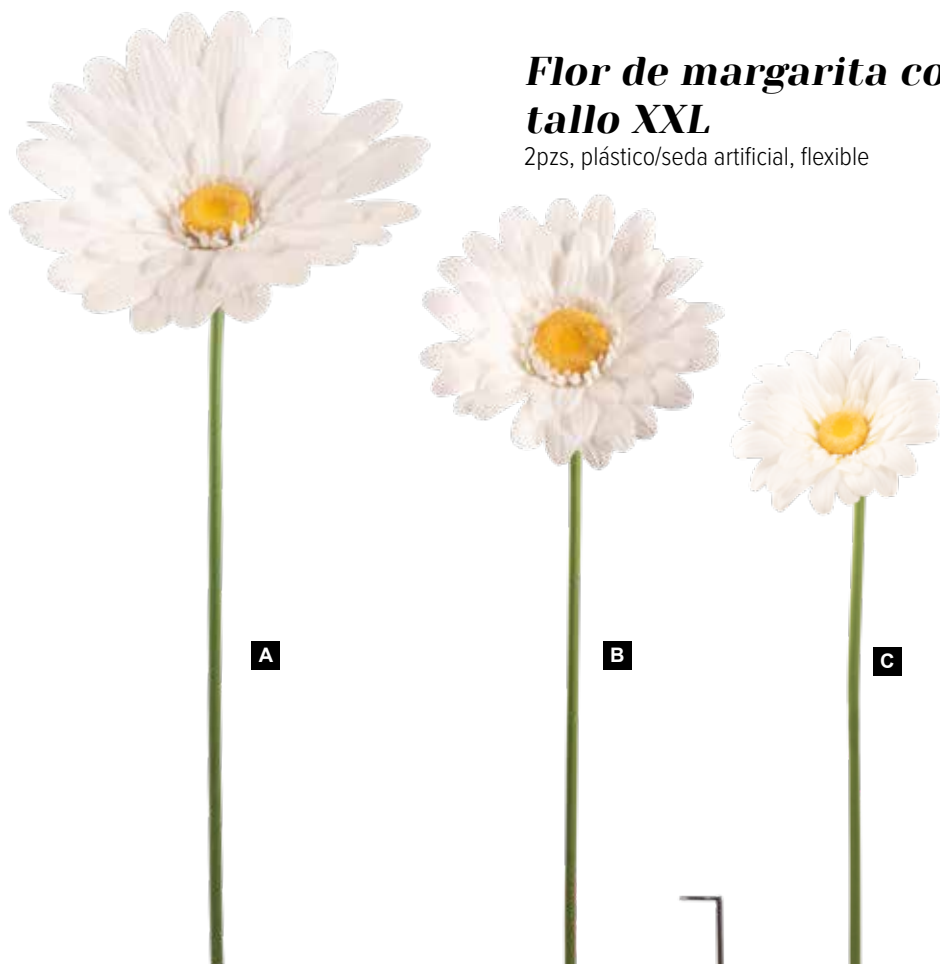 Flor de margarita co
tallo XXL
2pzs, plástico/seda artificial, flexible
A
B
C